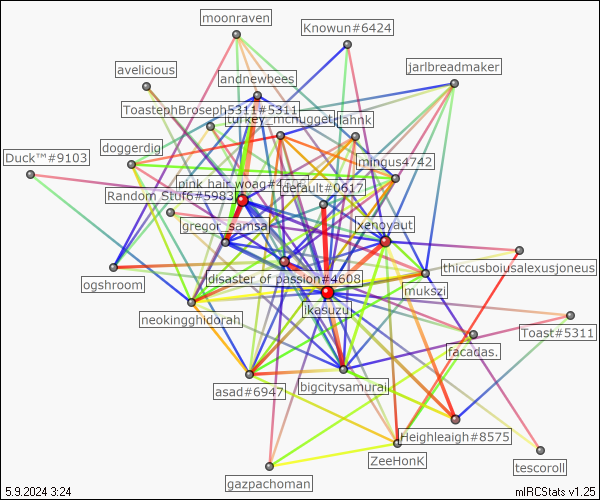 moonraven
Knowun#6424
avelicious
jarlbreadmaker
andnewbees
ToastephBroseph5311#5311
turkey_mcnuggets
lahnk
doggerdig
Duck™#9103
mingus4742
pink hair woag#4
default#0617
Random Stuf6#5983
gregor_samsa
xenoyaut
disaster of passion#4608
thiccusboiusalexusjoneus
ogshroom
mukszi
ikasuzu
neokingghidorah
Toast#5311
facadas.
asad#6947
bigcitysamurai
Heighleaigh#8575
ZeeHonK
tescoroll
gazpachoman
5.9.2024 3:24
mIRCStats v1.25